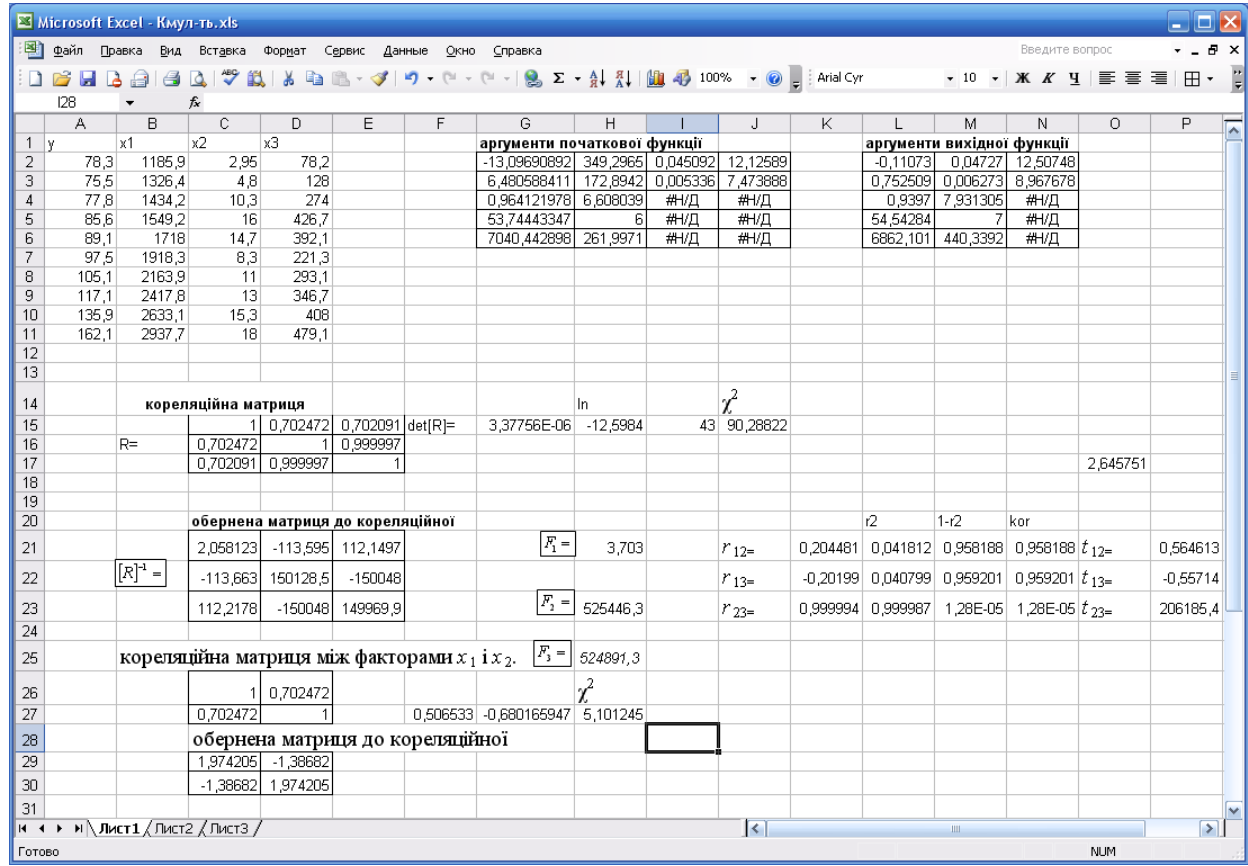 Microsoft Excel - Кмул-ть.xls
Файл Правка Вид Вставка Формат Сервис Данные Окно Справка Введите вопрос
100% Arial Cyr 10 Ж К Ч
I28 fx
A B C D E F G H I J K L M N O P
1 y x1 x2 x3 аргументи початкової функції аргументи вихідної функції
2 78,3 1185,9 2,95 78,2 -13,09690892 349,2965 0,045092 12,12589 -0,11073 0,04727 12,50748
3 75,5 1326,4 4,8 128 6,480588411 172,8942 0,005336 7,473888 0,752509 0,006273 8,967678
4 77,8 1434,2 10,3 274 0,964121978 6,608039 #Н/Д #Н/Д 0,9397 7,931305 #Н/Д
5 85,6 1549,2 16 426,7 53,74443347 6 #Н/Д #Н/Д 54,54284 7 #Н/Д
6 89,1 1718 14,7 392,1 7040,442898 261,9971 #Н/Д #Н/Д 6862,101 440,3392 #Н/Д
7 97,5 1918,3 8,3 221,3
8 105,1 2163,9 11 293,1
9 117,1 2417,8 13 346,7
10 135,9 2633,1 15,3 408
11 162,1 2937,7 18 479,1
12
13
14 кореляційна матриця ln χ²
15 1 0,702472 0,702091 det[R]= 3,37756E-06 -12,5984 43 90,28822
16 R= 0,702472 1 0,999997
17 0,702091 0,999997 1 2,645751
18
19
20 обернена матриця до кореляційної r2 1-r2 kor
21 2,058123 -113,595 112,1497 F₁ = 3,703 r 12= 0,204481 0,041812 0,958188 0,958188 t 12= 0,564613
22 [R]⁻¹ = -113,663 150128,5 -150048 r 13= -0,20199 0,040799 0,959201 0,959201 t 13= -0,55714
23 112,2178 -150048 149969,9 F₂ = 525446,3 r 23= 0,999994 0,999987 1,28E-05 1,28E-05 t 23= 206185,4
24
25 кореляційна матриця між факторами x₁ і x₂. F₃ = 524891,3
26 1 0,702472 χ²
27 0,702472 1 0,506533 -0,680165947 5,101245
28 обернена матриця до кореляційної
29 1,974205 -1,38682
30 -1,38682 1,974205
31
Лист1 Лист2 Лист3
Готово NUM